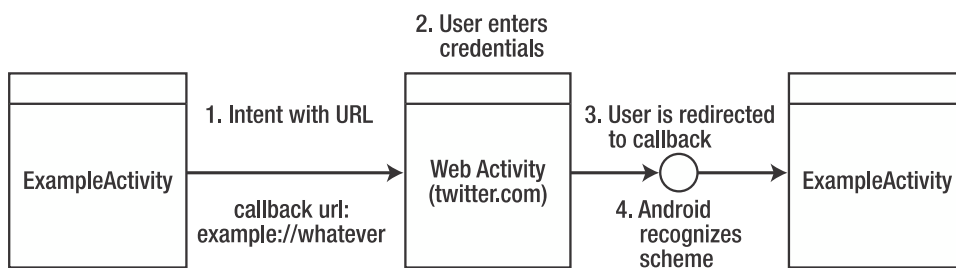 2. User enters
credentials
1. Intent with URL
3. User is redirected
to callback
ExampleActivity
Web Activity
(twitter.com)
ExampleActivity
callback url:
example://whatever
4. Android
recognizes
scheme